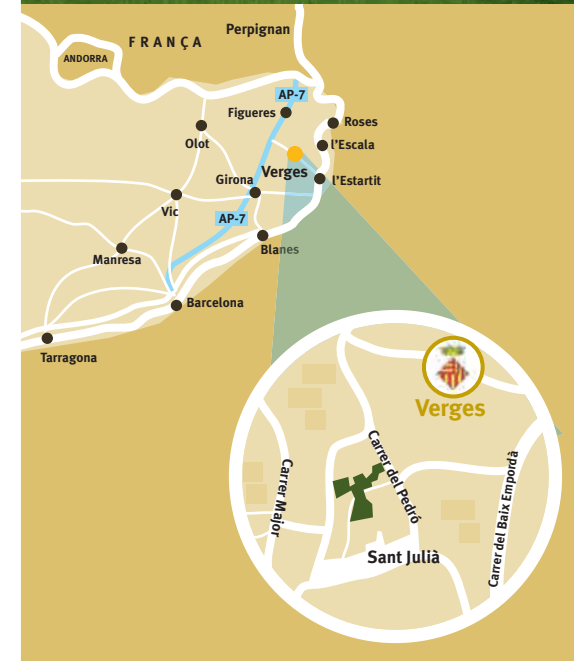 Perpignan
FRANÇA
ANDORRA
AP-7
Figueres
Roses
Olot
l'Escala
Verges
Girona
l'Estartit
Vic
AP-7
Blanes
Manresa
Barcelona
Tarragona
Verges
Carrer del Pedró
Carrer Major
Carrer del Baix Empordà
Sant Julià